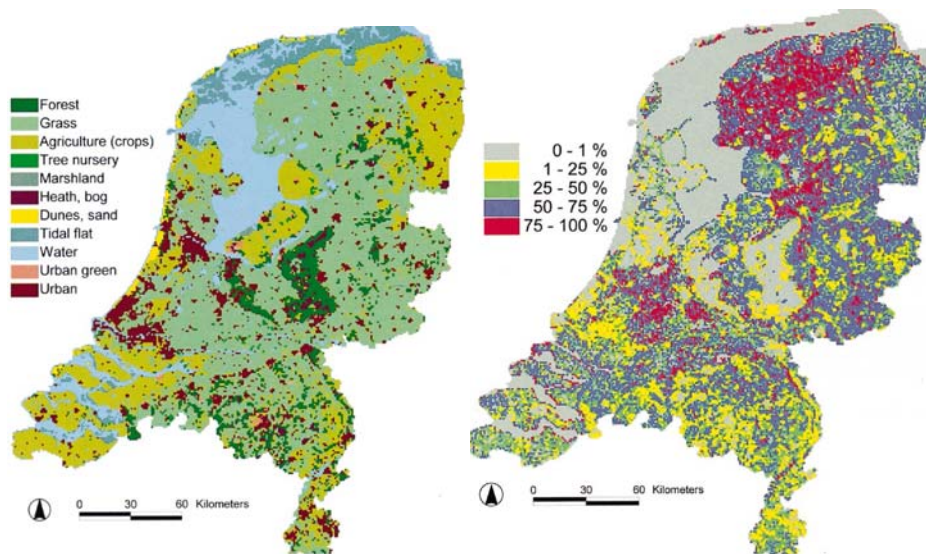 Forest
Grass
Agriculture (crops)
Tree nursery
Marshland
Heath, bog
Dunes, sand
Tidal flat
Water
Urban green
Urban
0 30 60 Kilometers
0 - 1 %
1 - 25 %
25 - 50 %
50 - 75 %
75 - 100 %
0 30 60 Kilometers